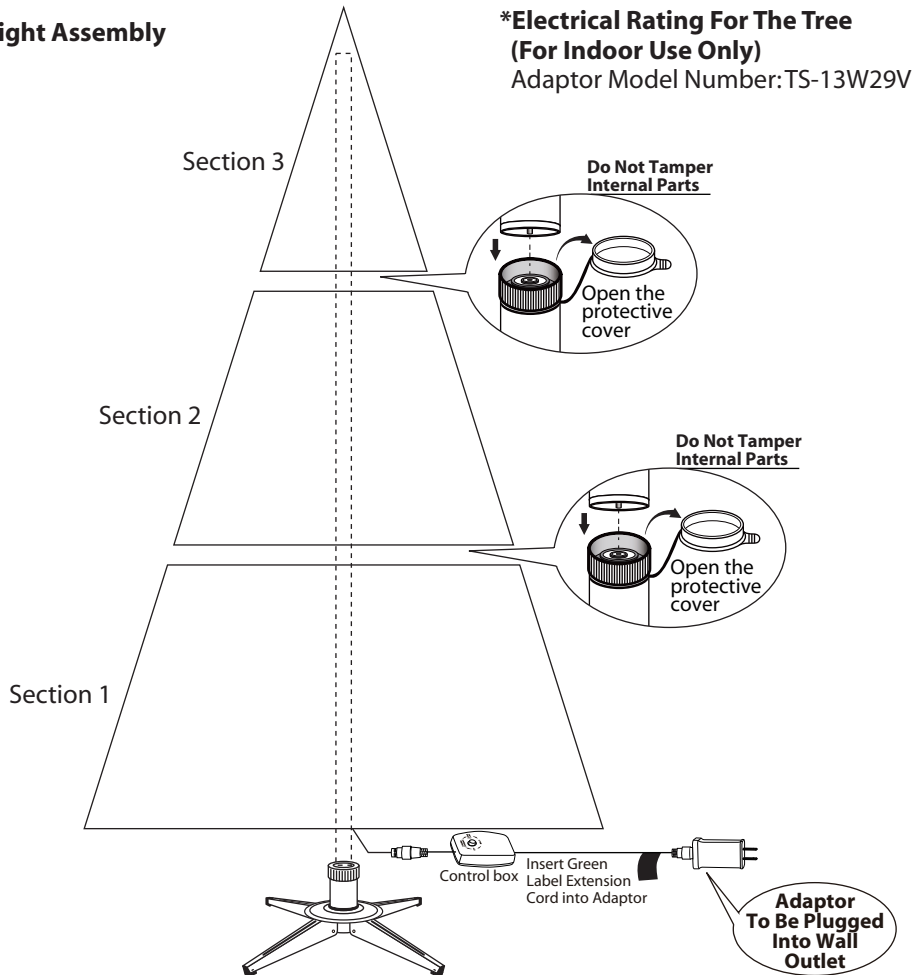 ight Assembly
*Electrical Rating For The Tree
(For Indoor Use Only)
Adaptor Model Number:TS-13W29V
Section 3
Do Not Tamper
Internal Parts
Open the
protective
cover
Section 2
Do Not Tamper
Internal Parts
Open the
protective
cover
Section 1
Control box
Insert Green
Label Extension
Cord into Adaptor
Adaptor
To Be Plugged
Into Wall
Outlet